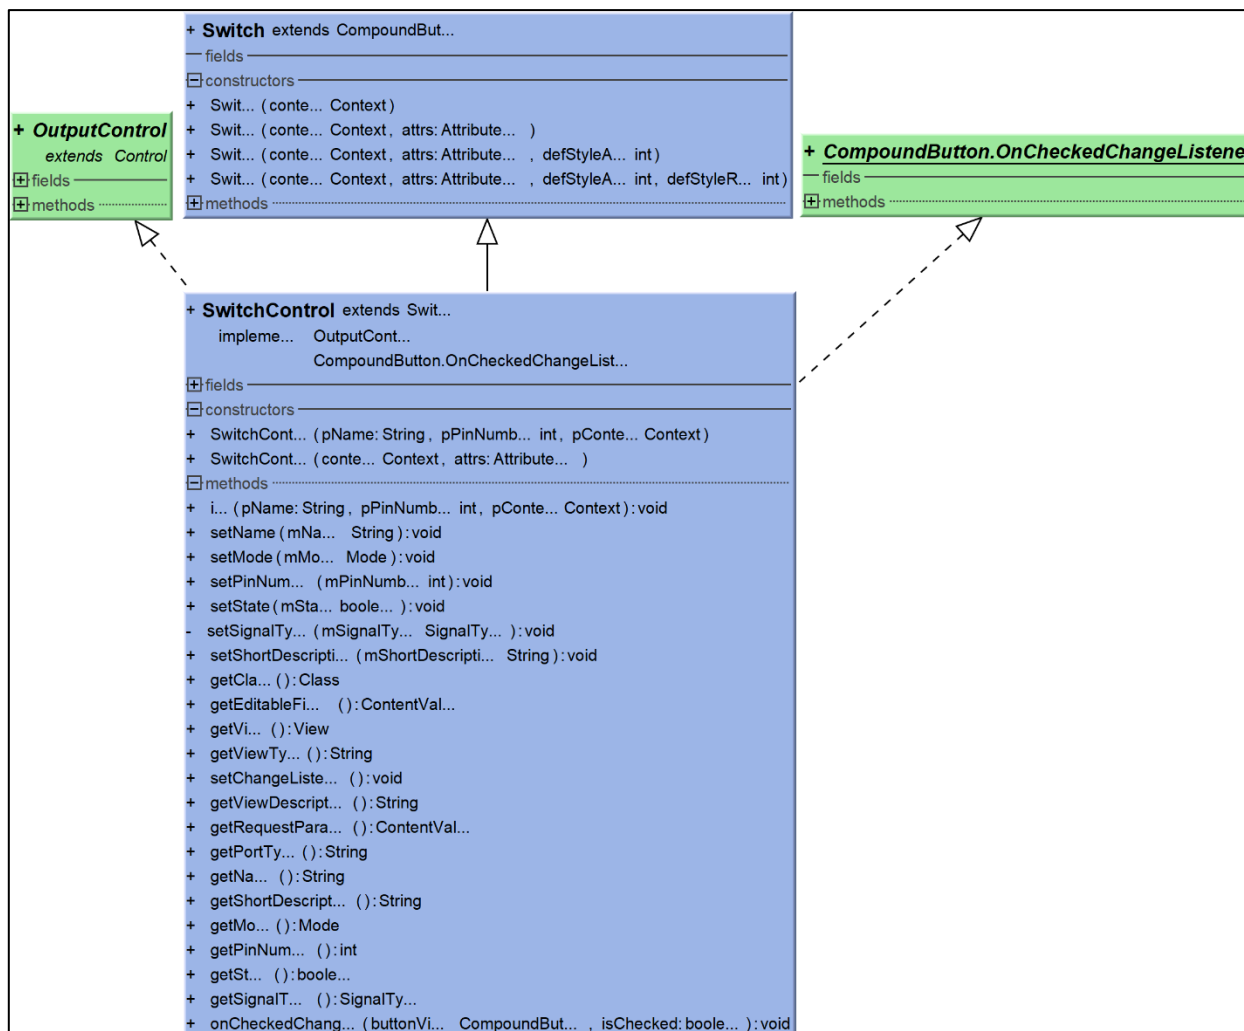 + Switch extends CompoundBut...
fields
constructors
+ Swit... (conte... Context)
+ Swit... (conte... Context, attrs: Attribute... )
+ Swit... (conte... Context, attrs: Attribute... , defStyleA... int)
+ Swit... (conte... Context, attrs: Attribute... , defStyleA... int, defStyleR... int)
methods
+ OutputControl
extends Control
fields
methods
+ CompoundButton.OnCheckedChangeListene
fields
methods
+ SwitchControl extends Swit...
impleme... OutputCont...
CompoundButton.OnCheckedChangeList...
fields
constructors
+ SwitchCont... (pName: String, pPinNumb... int, pConte... Context)
+ SwitchCont... (conte... Context, attrs: Attribute... )
methods
+ i... (pName: String, pPinNumb... int, pConte... Context): void
+ setName (mNa... String): void
+ setMode (mMo... Mode): void
+ setPinNum... (mPinNumb... int): void
+ setState (mSta... boole... ): void
- setSignalTy... (mSignalTy... SignalTy... ): void
+ setShortDescripti... (mShortDescripti... String): void
+ getCla... (): Class
+ getEditableFi... (): ContentVal...
+ getVi... (): View
+ getViewTy... (): String
+ setChangeListe... (): void
+ getViewDescript... (): String
+ getRequestPara... (): ContentVal...
+ getPortTy... (): String
+ getNa... (): String
+ getShortDescript... (): String
+ getMo... (): Mode
+ getPinNum... (): int
+ getSt... (): boole...
+ getSignalT... (): SignalTy...
+ onCheckedChang... (buttonVi... CompoundBut... , isChecked: boole... ): void